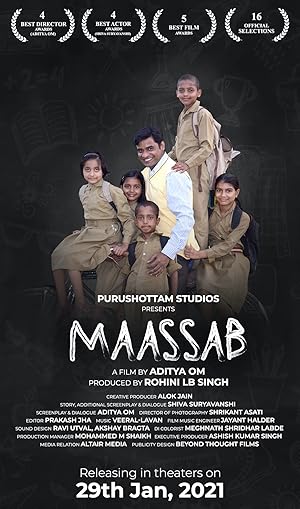 4
BEST DIRECTOR
AWARDS
(ADITYA OM)
4
BEST ACTOR
AWARDS
(SHIVA SURYAVANSHI)
5
BEST FILM
AWARDS
16
OFFICIAL
SELECTIONS
PURUSHOTTAM STUDIOS
PRESENTS
MAASSAB
A FILM BY ADITYA OM
PRODUCED BY ROHINI LB SINGH
CREATIVE PRODUCER ALOK JAIN
STORY, ADDITIONAL SCREENPLAY & DIALOGUE SHIVA SURYAVANSHI
SCREENPLAY & DIALOGUE ADITYA OM DIRECTOR OF PHOTOGRAPHY SHRIKANT ASATI
EDITOR PRAKASH JHA MUSIC VEERAL-LAVAN FILM MUSIC ENGINEER JAYANT HALDER
SOUND DESIGN RAVI UTVAL, AKSHAY BRAGTA DI COLORIST MEGHNATH SHRIDHAR LABDE
PRODUCTION MANAGER MOHAMMED M SHAIKH EXECUTIVE PRODUCER ASHISH KUMAR SINGH
MEDIA RELATION ALTAIR MEDIA PUBLICITY DESIGN BEYOND THOUGHT FILMS
Releasing in theaters on
29th Jan, 2021